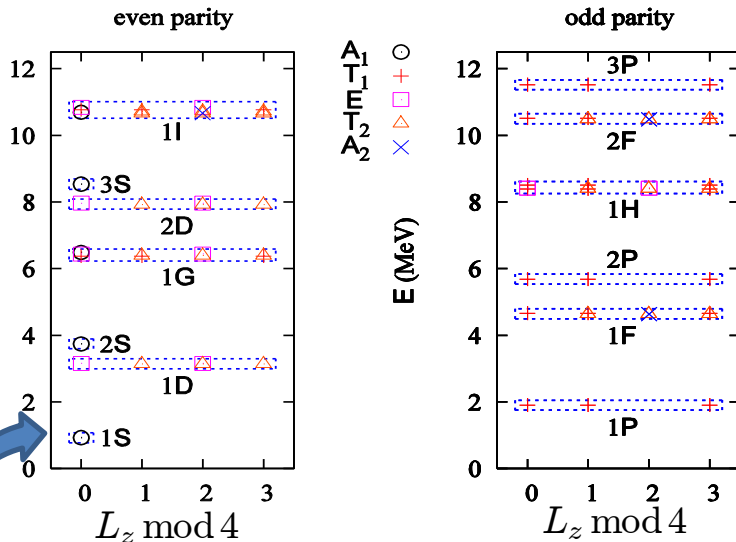 even parity
12
10
8
6
4
2
0
1I
3S
2D
1G
2S
1D
1S
0 1 2 3
L_z mod 4
A1
T1
E
T2
A2
odd parity
E (MeV)
12
10
8
6
4
2
0
3P
2F
1H
2P
1F
1P
0 1 2 3
L_z mod 4